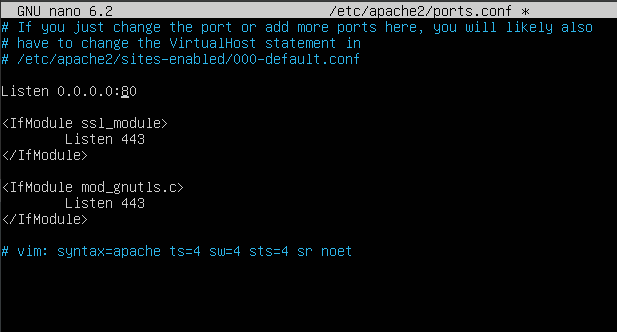 GNU nano 6.2 /etc/apache2/ports.conf *
# If you just change the port or add more ports here, you will likely also
# have to change the VirtualHost statement in
# /etc/apache2/sites-enabled/000-default.conf
Listen 0.0.0.0:80
<IfModule ssl_module>
Listen 443
</IfModule>
<IfModule mod_gnutls.c>
Listen 443
</IfModule>
# vim: syntax=apache ts=4 sw=4 sts=4 sr noet